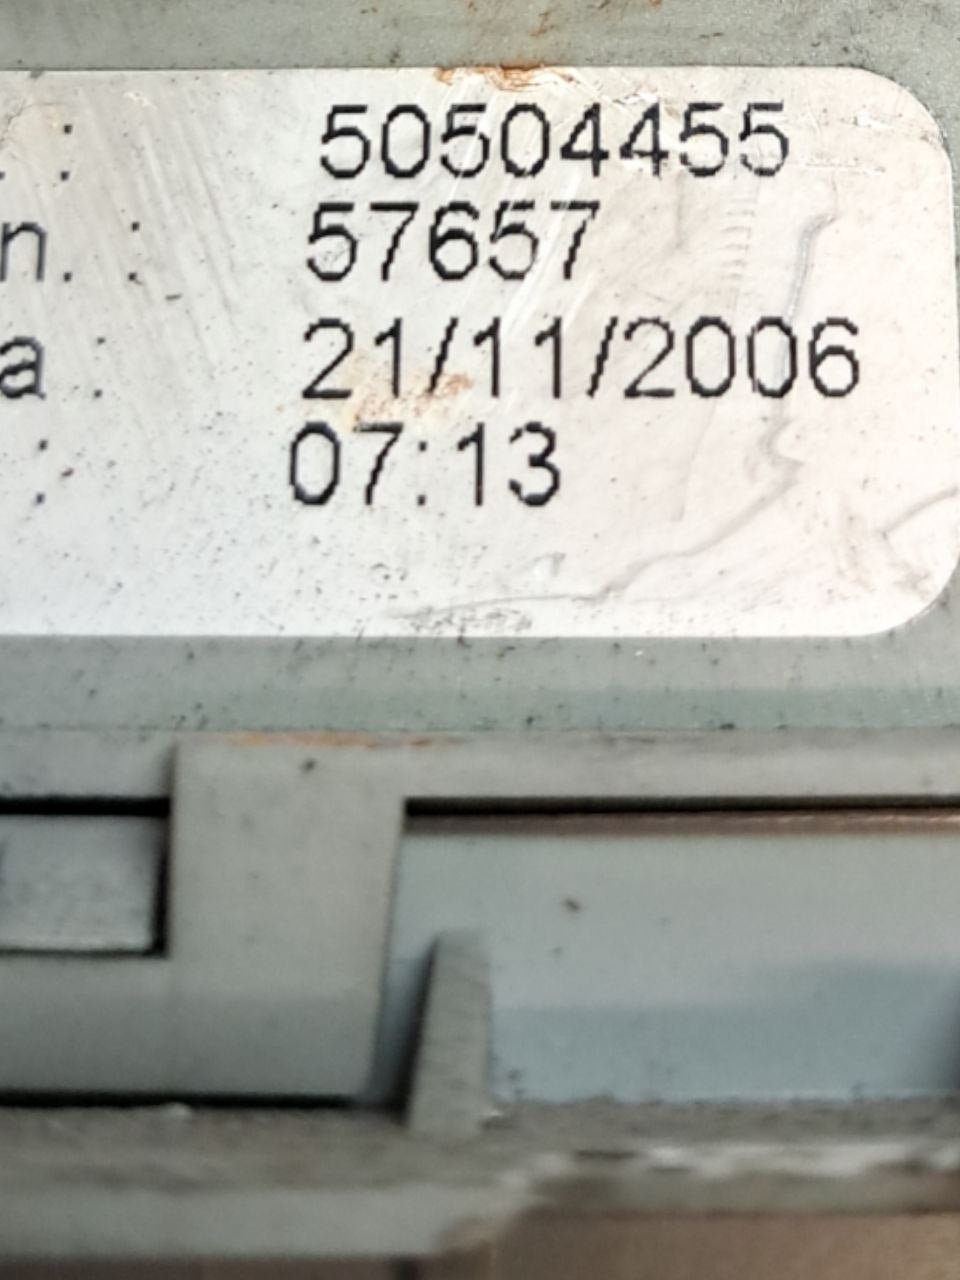 . : 50504455
n. : 57657
a : 21/11/2006
: 07:13